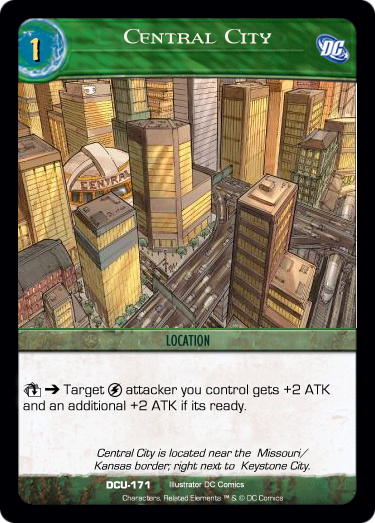 1
Central City
DC
CENTRAL
LOCATION
➔ Target attacker you control gets +2 ATK
and an additional +2 ATK if its ready.
Central City is located near the Missouri/
Kansas border; right next to Keystone City.
DCU-171 Illustrator DC Comics
Characters, Related Elements ™ & © DC Comics